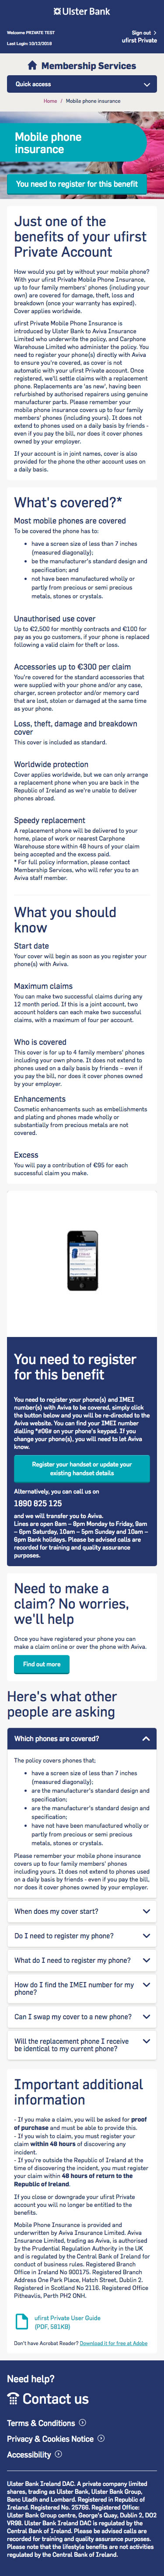 Ulster Bank
Welcome PRIVATE TEST
Sign out
Last Login 10/12/2018
ufirst Private
Membership Services
Quick access
Home / Mobile phone insurance
Mobile phone
insurance
You need to register for this benefit
Just one of the
benefits of your ufirst
Private Account
How would you get by without your mobile phone?
With your ufirst Private Mobile Phone Insurance,
up to four family members' phones (including your
own) are covered for damage, theft, loss and
breakdown (once your warranty has expired).
Cover applies worldwide.
ufirst Private Mobile Phone Insurance is
introduced by Ulster Bank to Aviva Insurance
Limited who underwrite the policy, and Carphone
Warehouse Limited who administer the policy. You
need to register your phone(s) directly with Aviva
to ensure you're covered, as cover is not
automatic with your ufirst Private account. Once
registered, we'll settle claims with a replacement
phone. Replacements are 'as new', having been
refurbished by authorised repairers using
manufacturer parts. Please remember your
mobile phone insurance covers up to four family
members' phones (including yours). It does not
extend to phones used on a daily basis by friends -
even if you pay the bill, nor does it cover phones
owned by your employer.
If your account is in joint names, cover is also
provided for the phone the other account uses on
a daily basis.
What's covered?*
Most mobile phones are covered
To be covered the phone has to:
• have a screen size of less than 7 inches
(measured diagonally);
• be the manufacturer's standard design and
specification; and
• not have been manufactured wholly or
partly from precious or semi precious
metals, stones or crystals.
Unauthorised use cover
Up to €2,500 for monthly contracts and €100 for
pay as you go customers, if your phone is replaced
following a valid claim for theft or loss.
Accessories up to €300 per claim
You're covered for the standard accessories that
were supplied with your phone and/or any case,
charger, screen protector and/or memory card
that are lost, stolen or damaged at the same time
as your phone.
Loss, theft, damage and breakdown
cover
This cover is included as standard.
Worldwide protection
Cover applies worldwide, but we can only arrange
a replacement phone when you are back in the
Republic of Ireland as we're unable to deliver
phones abroad.
Speedy replacement
A replacement phone will be delivered to your
home, place of work or nearest Carphone
Warehouse store within 48 hours of your claim
being accepted and the excess paid.
* For full policy information, please contact
Membership Services, who will refer you to an
Aviva staff member.
What you should
know
Start date
Your cover will begin as soon as you register your
phone(s) with Aviva.
Maximum claims
You can make two successful claims during any
12 month period. If this is a joint account, two
account holders can each make two successful
claims, with a maximum of four per account.
Who is covered
This cover is for up to 4 family members' phones
including your own phone. It does not extend to
phones used on a daily basis by friends – even if
you pay the bill, nor does it cover phones owned
by your employer.
Enhancements
Cosmetic enhancements such as embellishments
and plating and phones made wholly or
substantially from precious metals are not
covered.
Excess
You will pay a contribution of €95 for each
successful claim you make.
You need to register
for this benefit
You need to register your phone(s) and IMEI
number(s) with Aviva to be covered, simply click
the button below and you will be re-directed to the
Aviva website. You can find your IMEI number
dialling *#06# on your phone's keypad. If you
change your phone(s), you will need to let Aviva
know.
Register your handset or update your
existing handset details
Alternatively, you can call us on
1890 825 125
and we will transfer you to Aviva.
Lines are open 8am – 8pm Monday to Friday, 9am
– 6pm Saturday, 10am – 5pm Sunday and 10am –
6pm Bank holidays. Please be advised calls are
recorded for training and quality assurance
purposes.
Need to make a
claim? No worries,
we'll help
Once you have registered your phone you can
make a claim online or over the phone with Aviva.
Find out more
Here's what other
people are asking
Which phones are covered?
The policy covers phones that;
• have a screen size of less than 7 inches
(measured diagonally);
• are the manufacturer's standard design and
specification;
• are the manufacturer's standard design and
specification;
• have not have been manufactured wholly or
partly from precious or semi precious
metals, stones or crystals.
Please remember your mobile phone insurance
covers up to four family members' phones
including yours. It does not extended to phones used
on a daily basis by friends - even if you pay the bill,
nor does it cover phones owned by your employer.
When does my cover start?
Do I need to register my phone?
What do I need to register my phone?
How do I find the IMEI number for my
phone?
Can I swap my cover to a new phone?
Will the replacement phone I receive
be identical to my current phone?
Important additional
information
- If you make a claim, you will be asked for proof
of purchase and must be able to provide this.
- If you wish to claim, you must register your
claim within 48 hours of discovering any
incident.
- If you're outside the Republic of Ireland at the
time of discovering the incident, you must register
your claim within 48 hours of return to the
Republic of Ireland.
If you close or downgrade your ufirst Private
account you will no longer be entitled to the
benefits.
Mobile Phone Insurance is provided and
underwritten by Aviva Insurance Limited. Aviva
Insurance Limited, trading as Aviva, is authorised
by the Prudential Regulation Authority in the UK
and is regulated by the Central Bank of Ireland for
conduct of business rules. Registered Branch
Office in Ireland No 900175. Registered Branch
Address One Park Place, Hatch Street, Dublin 2.
Registered in Scotland No 2116. Registered Office
Pitheavlis, Perth PH2 0NH.
ufirst Private User Guide
(PDF, 581KB)
Don't have Acrobat Reader? Download it for free at Adobe
Need help?
Contact us
Terms & Conditions
Privacy & Cookies Notice
Accessibility
Ulster Bank Ireland DAC. A private company limited
shares, trading as Ulster Bank, Ulster Bank Group,
Banc Uladh and Lombard. Registered in Republic of
Ireland. Registered No. 25766. Registered Office:
Ulster Bank Group centre, George's Quay, Dublin 2, D02
VR98. Ulster Bank Ireland DAC is regulated by the
Central Bank of Ireland. Please be advised calls are
recorded for training and quality assurance purposes.
Please note that the ufirst everyday benefits are not
regulated by the Central Bank of Ireland.